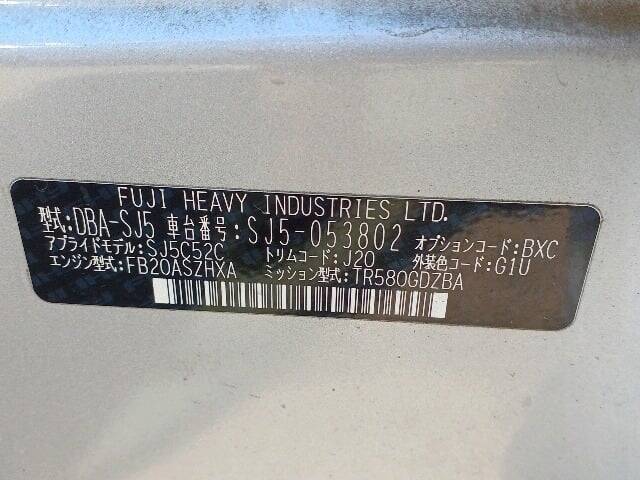 FUJI HEAVY INDUSTRIES LTD.
型式:DBA-SJ5 車台番号:SJ5-053802 オプションコード:BXC
アプライドモデル:SJ5C52C トリムコード:J20 外装色コード:G1U
エンジン型式:FB20ASZHXA ミッション型式:TR580GDZBA